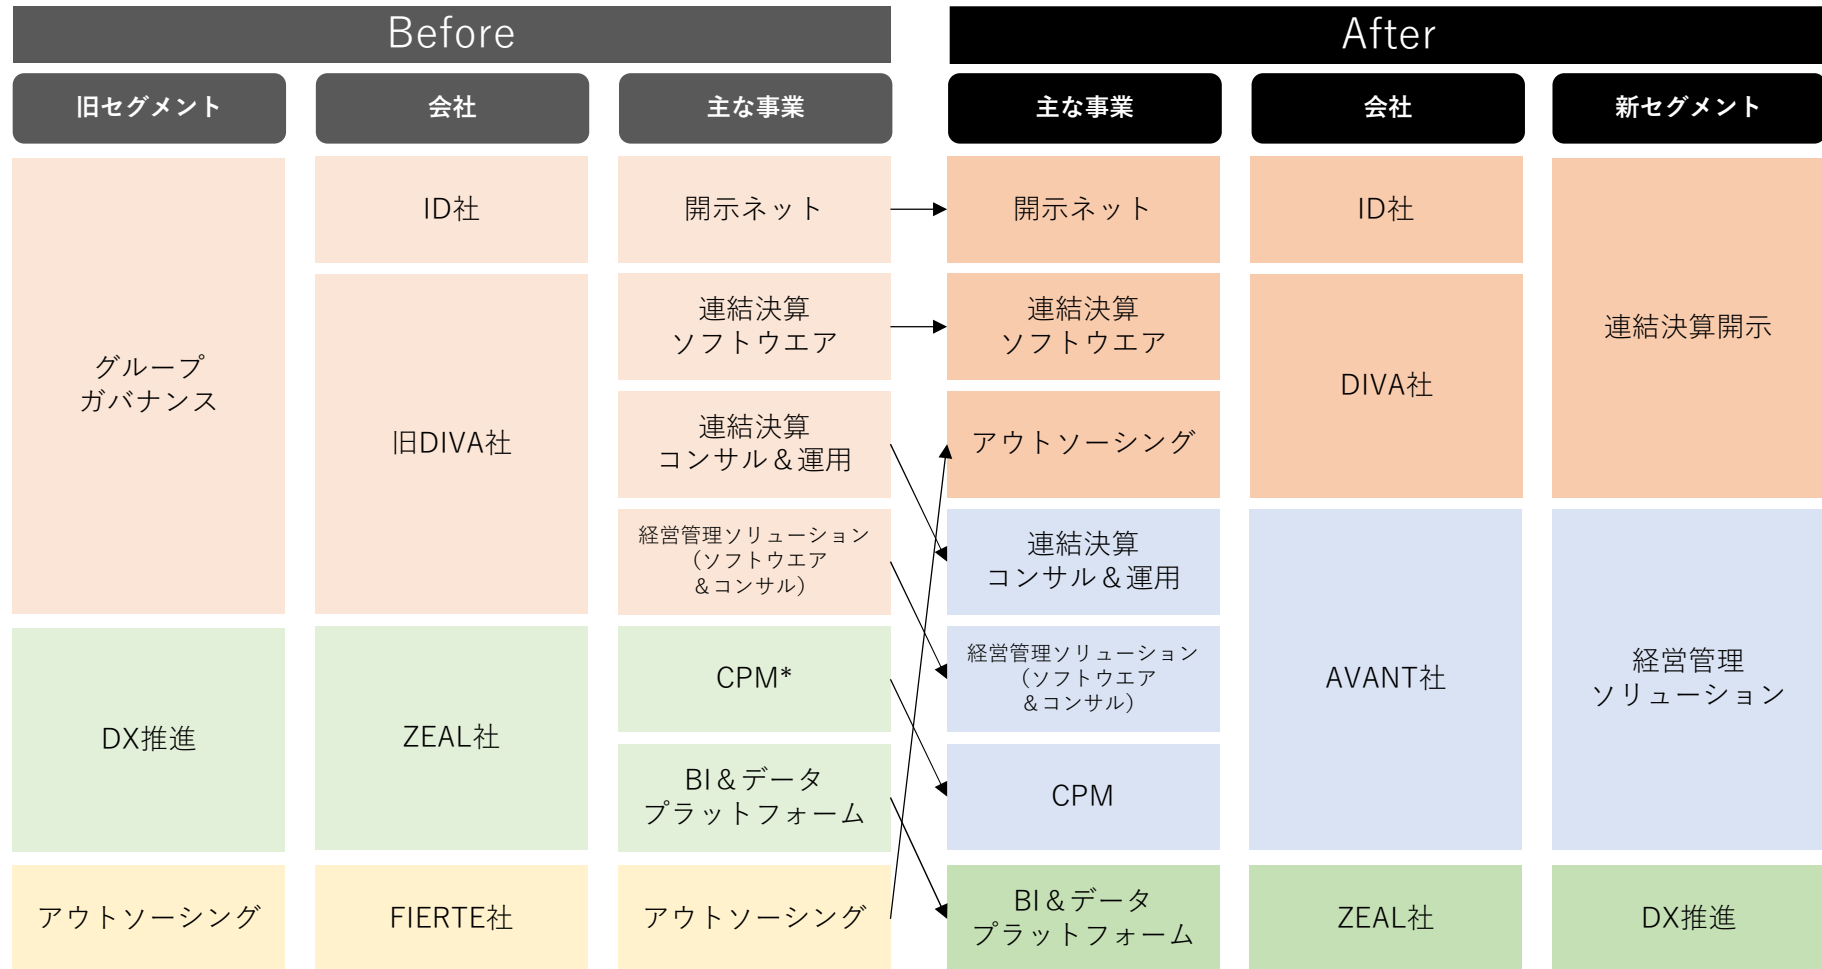 Before
After
旧セグメント
会社
主な事業
主な事業
会社
新セグメント
グループ
ガバナンス
ID社
開示ネット
開示ネット
ID社
連結決算開示
旧DIVA社
連結決算
ソフトウエア
連結決算
ソフトウエア
DIVA社
連結決算
コンサル＆運用
アウトソーシング
経営管理ソリューション
（ソフトウエア
＆コンサル）
連結決算
コンサル＆運用
AVANT社
経営管理
ソリューション
DX推進
ZEAL社
CPM*
経営管理ソリューション
（ソフトウエア
＆コンサル）
BI＆データ
プラットフォーム
CPM
アウトソーシング
FIERTE社
アウトソーシング
BI＆データ
プラットフォーム
ZEAL社
DX推進